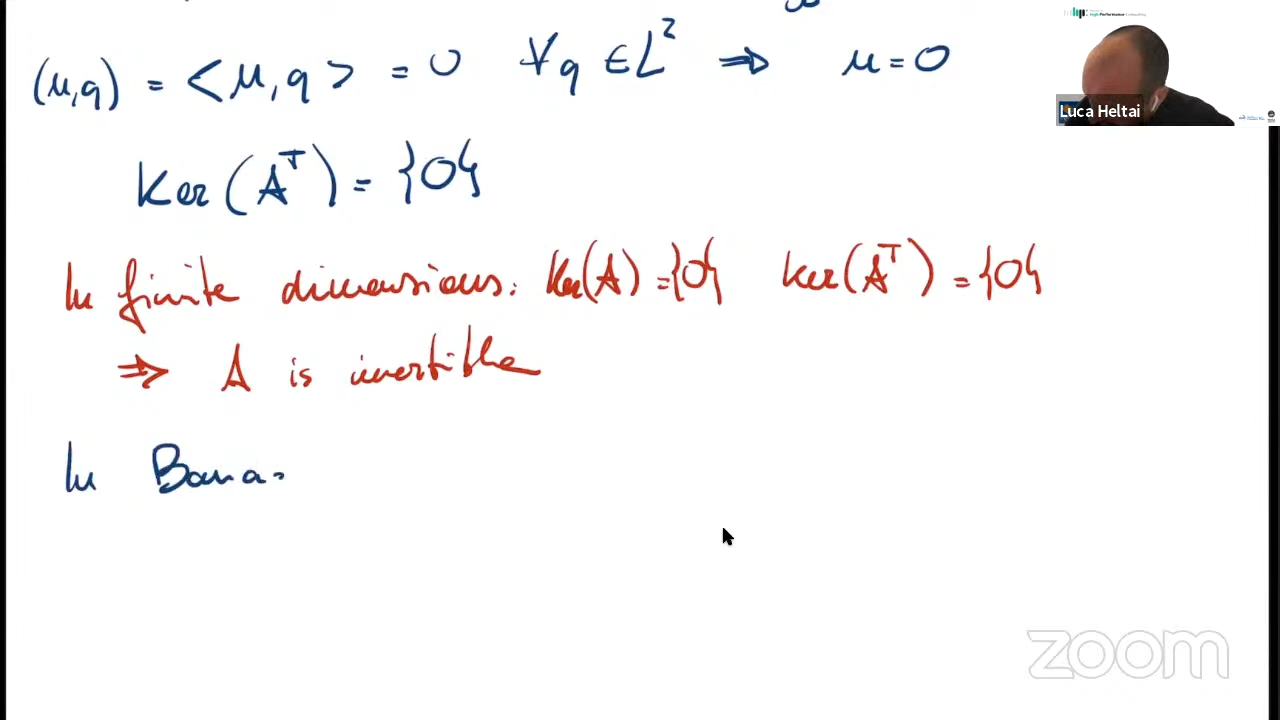 (u,q) = <u,q> = 0 ∀q ∈ L² ⇒ u = 0
Luca Heltai
Ker(Aᵀ) = {0}
In finite dimensions: Ker(A) = {0} Ker(Aᵀ) = {0}
⇒ A is invertible
In Bana
zoom